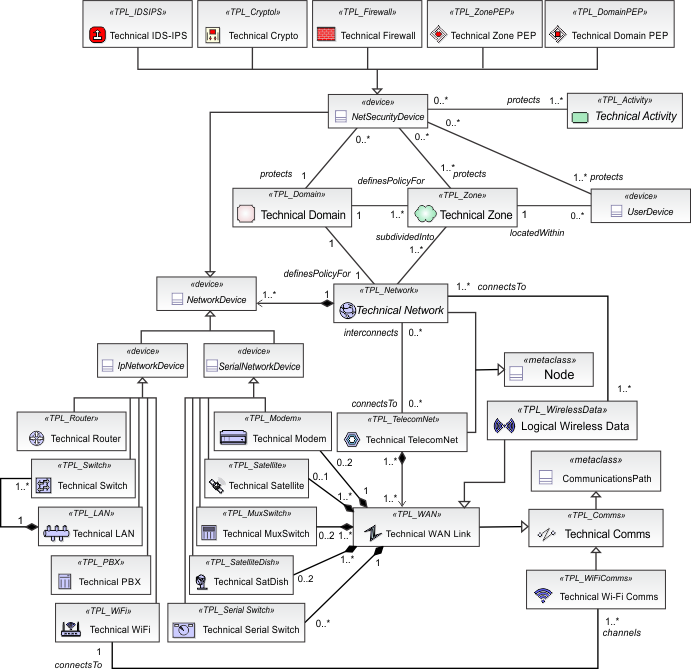 «TPL_IDSIPS»
Technical IDS-IPS
«TPL_Cryptol»
Technical Crypto
«TPL_Firewall»
Technical Firewall
«TPL_ZonePEP»
Technical Zone PEP
«TPL_DomainPEP»
Technical Domain PEP
«device»
NetSecurityDevice
0..*
protects
1..*
«TPL_Activity»
Technical Activity
0..*
0..*
0..*
protects
1
1..*
protects
1..*
protects
definesPolicyFor
«TPL_Domain»
Technical Domain
1
1..*
«TPL_Zone»
Technical Zone
1
0..*
locatedWithin
«device»
UserDevice
1
subdividedInto
1..*
definesPolicyFor
1
«device»
NetworkDevice
1..*
1
«TPL_Network»
Technical Network
1..*
connectsTo
interconnects
0..*
«device»
IpNetworkDevice
«device»
SerialNetworkDevice
«metaclass»
Node
1..*
connectsTo
0..*
«TPL_Router»
Technical Router
«TPL_Modem»
Technical Modem
«TPL_TelecomNet»
Technical TelecomNet
«TPL_WirelessData»
Logical Wireless Data
0..2
1..*
«TPL_Switch»
Technical Switch
1..*
«TPL_Satellite»
Technical Satellite
0..1
1
1..*
1..*
«metaclass»
CommunicationsPath
«TPL_LAN»
Technical LAN
1
«TPL_MuxSwitch»
Technical MuxSwitch
0..2
1..*
«TPL_WAN»
Technical WAN Link
«TPL_Comms»
Technical Comms
«TPL_PBX»
Technical PBX
«TPL_SatelliteDish»
Technical SatDish
0..2
1..*
1
«TPL_WiFiComms»
Technical Wi-Fi Comms
«TPL_WiFi»
Technical WiFi
«TPL_Serial Switch»
Technical Serial Switch
0..*
1..*
channels
1
connectsTo